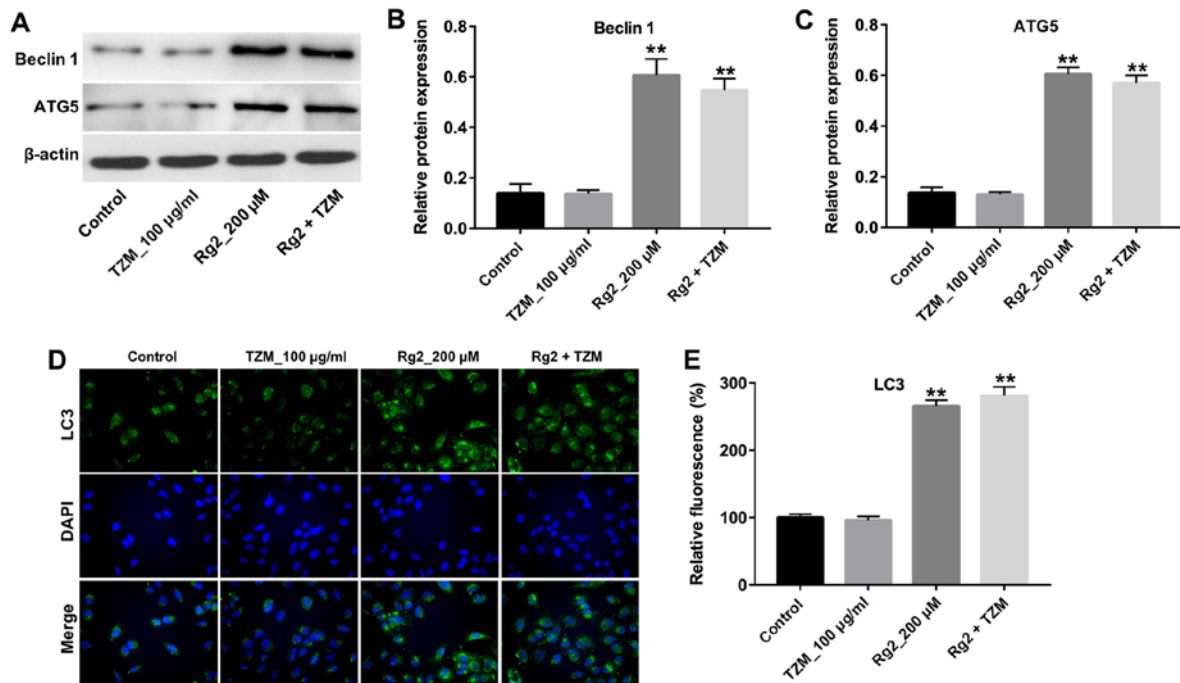 A
Beclin 1
ATG5
β-actin
Control
TZM_100 µg/ml
Rg2_200 µM
Rg2 + TZM
B
Beclin 1
Relative protein expression
0.8
0.6
0.4
0.2
0.0
**
**
Control
TZM_100 µg/ml
Rg2_200 µM
Rg2 + TZM
C
ATG5
Relative protein expression
0.8
0.6
0.4
0.2
0.0
**
**
Control
TZM_100 µg/ml
Rg2_200 µM
Rg2 + TZM
D
Control
TZM_100 µg/ml
Rg2_200 µM
Rg2 + TZM
LC3
DAPI
Merge
E
LC3
Relative fluorescence (%)
300
200
100
0
**
**
Control
TZM_100 µg/ml
Rg2_200 µM
Rg2 + TZM